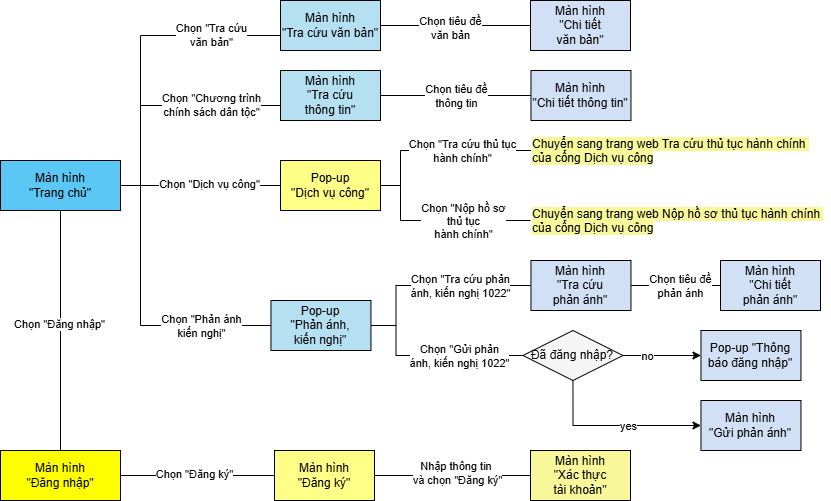 Chọn "Tra cứu
văn bản"
Màn hình
"Tra cứu văn bản"
Chọn tiêu đề
văn bản
Màn hình
"Chi tiết
văn bản"
Chọn "Chương trình
chính sách dân tộc"
Màn hình
"Tra cứu
thông tin"
Chọn tiêu đề
thông tin
Màn hình
"Chi tiết thông tin"
Màn hình
"Trang chủ"
Chọn "Dịch vụ công"
Pop-up
"Dịch vụ công"
Chọn "Tra cứu thủ tục
hành chính"
Chuyển sang trang web Tra cứu thủ tục hành chính
của cổng Dịch vụ công
Chọn "Nộp hồ sơ
thủ tục
hành chính"
Chuyển sang trang web Nộp hồ sơ thủ tục hành chính
của cổng Dịch vụ công
Chọn "Đăng nhập"
Chọn "Phản ánh
kiến nghị"
Pop-up
"Phản ánh,
kiến nghị"
Chọn "Tra cứu phản
ánh, kiến nghị 1022"
Màn hình
"Tra cứu
phản ánh"
Chọn tiêu đề
phản ánh
Màn hình
"Chi tiết
phản ánh"
Chọn "Gửi phản
ánh, kiến nghị 1022"
Đã đăng nhập?
no
Pop-up "Thông
báo đăng nhập"
yes
Màn hình
"Gửi phản ánh"
Màn hình
"Đăng nhập"
Chọn "Đăng ký"
Màn hình
"Đăng ký"
Nhập thông tin
và chọn "Đăng ký"
Màn hình
"Xác thực
tài khoản"